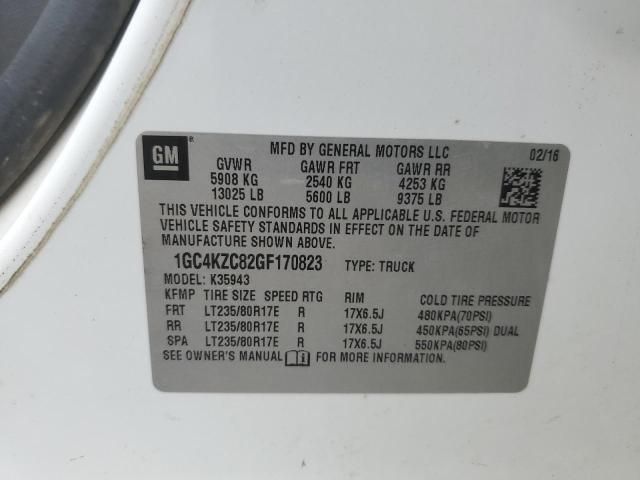 GM
MFD BY GENERAL MOTORS LLC 02/16
GVWR GAWR FRT GAWR RR
5908 KG 2540 KG 4253 KG
13025 LB 5600 LB 9375 LB
THIS VEHICLE CONFORMS TO ALL APPLICABLE U.S. FEDERAL MOTOR
VEHICLE SAFETY STANDARDS IN EFFECT ON THE DATE OF
MANUFACTURE SHOWN ABOVE.
1GC4KZC82GF170823 TYPE: TRUCK
MODEL: K35943
KFMP TIRE SIZE SPEED RTG RIM COLD TIRE PRESSURE
FRT LT235/80R17E R 17X6.5J 480KPA(70PSI)
RR LT235/80R17E R 17X6.5J 450KPA(65PSI) DUAL
SPA LT235/80R17E R 17X6.5J 550KPA(80PSI)
SEE OWNER'S MANUAL FOR MORE INFORMATION.